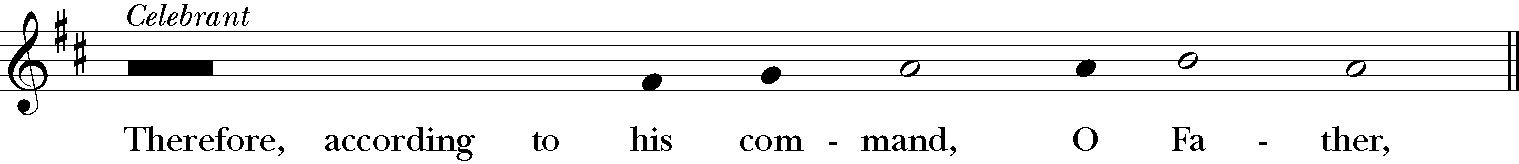 Celebrant
Therefore, according to his com - mand, O Fa - ther,